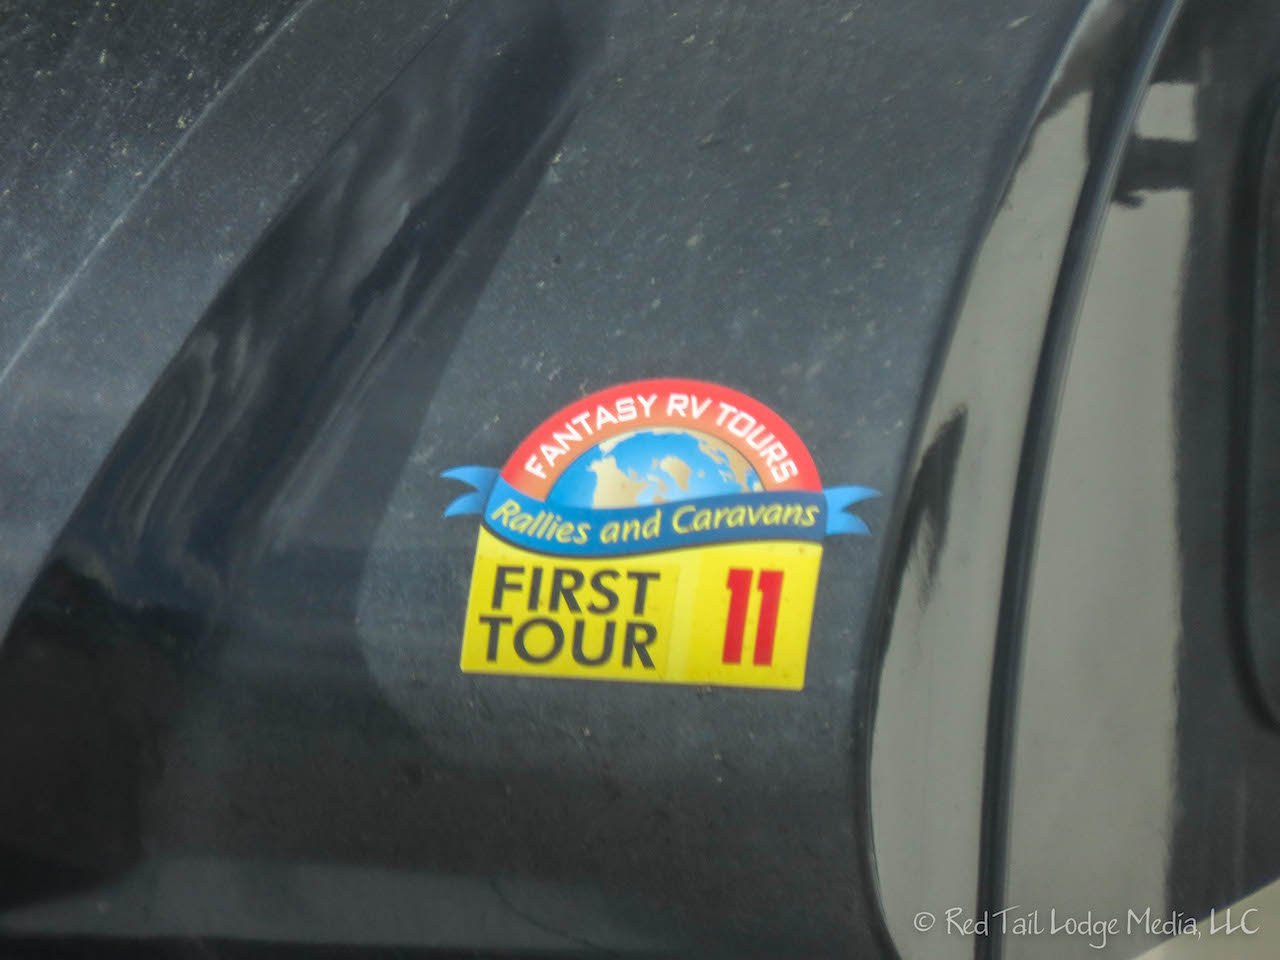 FANTASY RV TOURS
Rallies and Caravans
FIRST 11
TOUR
© Red Tail Lodge Media, LLC